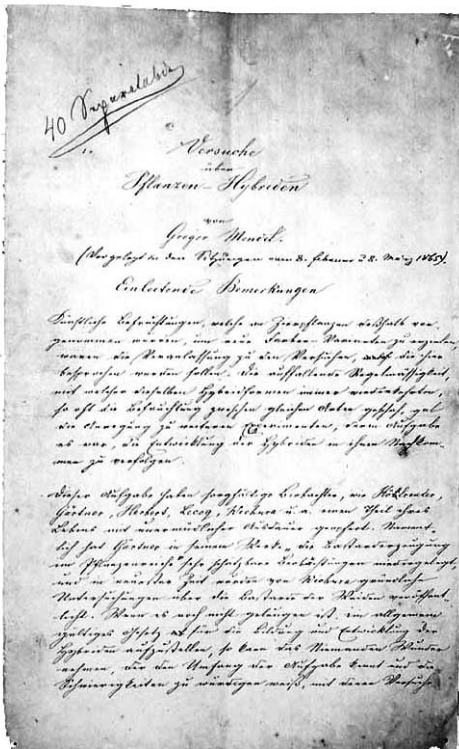 40 Separatabdr.
Versuche
über
Pflanzen-Hybriden
von
Gregor Mendel.
(Vorgelegt in den Sitzungen vom 8. Februar u. 8. März 1865).
Einleitende Bemerkungen
Künstliche Befruchtungen, welche an Zierpflanzen deßhalb vor-
genommen wurden, um neue Farben-Varianten zu erzielen,
waren die Veranlassung zu den Versuchen, die hier
besprochen werden sollen. Die auffallende Regelmäßigkeit,
mit welcher dieselben Hybridformen immer wiederkehrten,
so oft die Befruchtung zwischen gleichen Arten geschah, gab
die Anregung zu weiteren Experimenten, deren Aufgabe
es war, die Entwicklung der Hybriden in ihren Nachkom-
men zu verfolgen.
Dieser Aufgabe haben sorgfältige Beobachter, wie Kölreuter,
Gärtner, Herbert, Lecoq, Wichura u. a. einen Theil ihres
Lebens mit unermüdlicher Ausdauer geopfert. Nament-
lich hat Gärtner in seinem Werke „die Bastarderzeugung
im Pflanzenreiche" sehr schätzbare Beobachtungen niedergelegt,
und in neuester Zeit wurden von Wichura gründliche
Untersuchungen über die Bastarde der Weiden veröffent-
licht. Wenn es noch nicht gelungen ist, ein allgemein
gültiges Gesetz für die Bildung und Entwicklung der
Hybriden aufzustellen, so kann das Niemanden Wunder
nehmen, der den Umfang der Aufgabe kennt und die
Schwierigkeiten zu würdigen weiß, mit denen Versuche